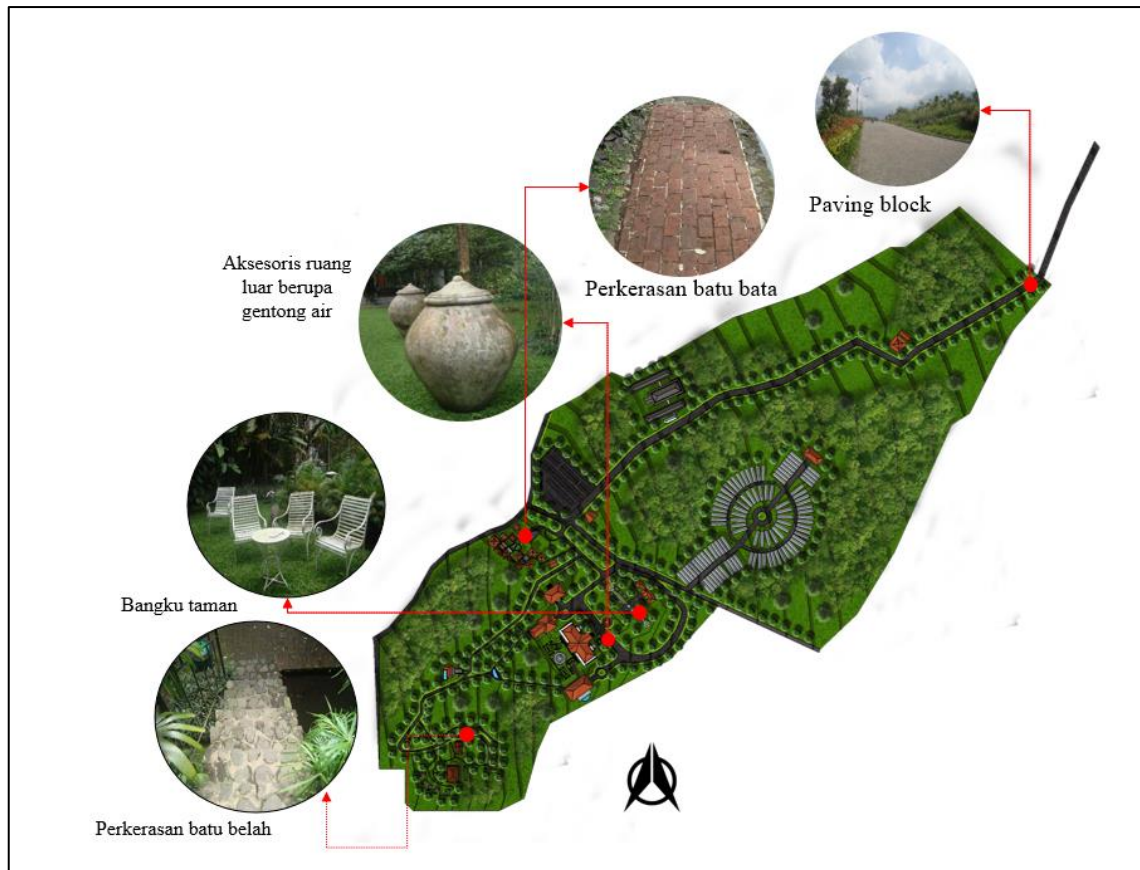 Paving block
Perkerasan batu bata
Aksesoris ruang
luar berupa
gentong air
Bangku taman
Perkerasan batu belah